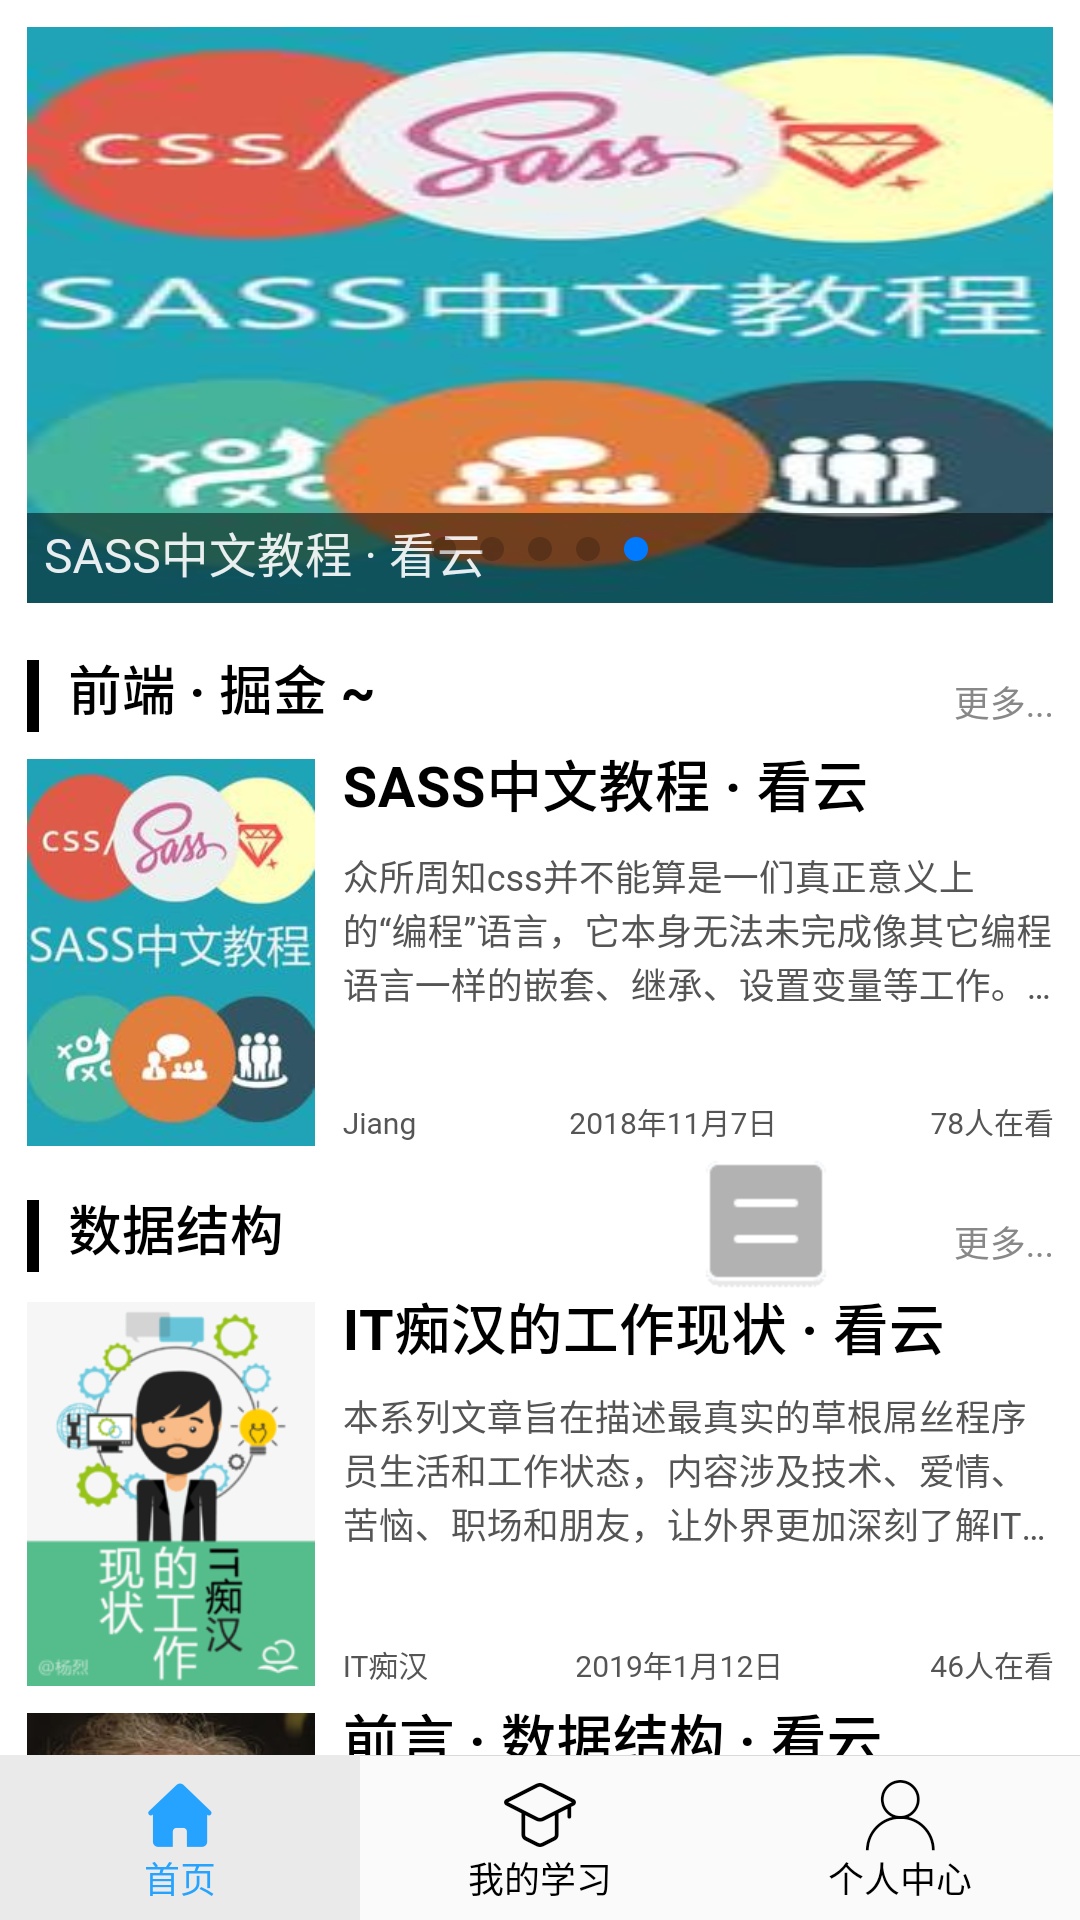 css/
Sass
SASS中文教程
SASS中文教程 · 看云
前端 · 掘金 ~
更多...
css/
Sass
SASS中文教程
SASS中文教程 · 看云
众所周知css并不能算是一们真正意义上
的“编程”语言，它本身无法未完成像其它编程
语言一样的嵌套、继承、设置变量等工作。...
Jiang 2018年11月7日 78人在看
数据结构
更多...
IT痴汉
的工作
现状
@杨烈
IT痴汉的工作现状 · 看云
本系列文章旨在描述最真实的草根屌丝程序
员生活和工作状态，内容涉及技术、爱情、
苦恼、职场和朋友，让外界更加深刻了解IT...
IT痴汉 2019年1月12日 46人在看
前言 · 数据结构 · 看云
首页 我的学习 个人中心